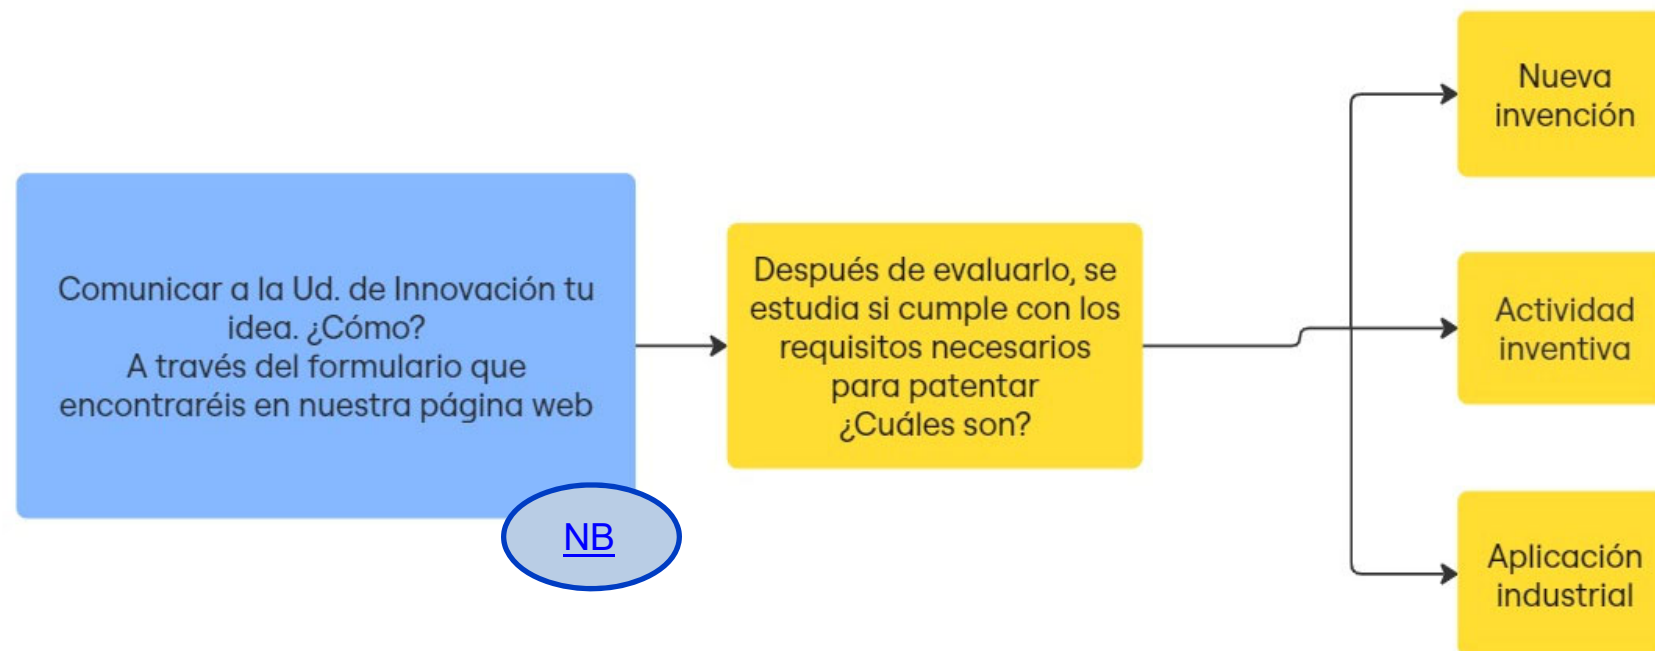 Comunicar a la Ud. de Innovación tu
idea. ¿Cómo?
A través del formulario que
encontraréis en nuestra página web
NB
Después de evaluarlo, se
estudia si cumple con los
requisitos necesarios
para patentar
¿Cuáles son?
Nueva
invención
Actividad
inventiva
Aplicación
industrial